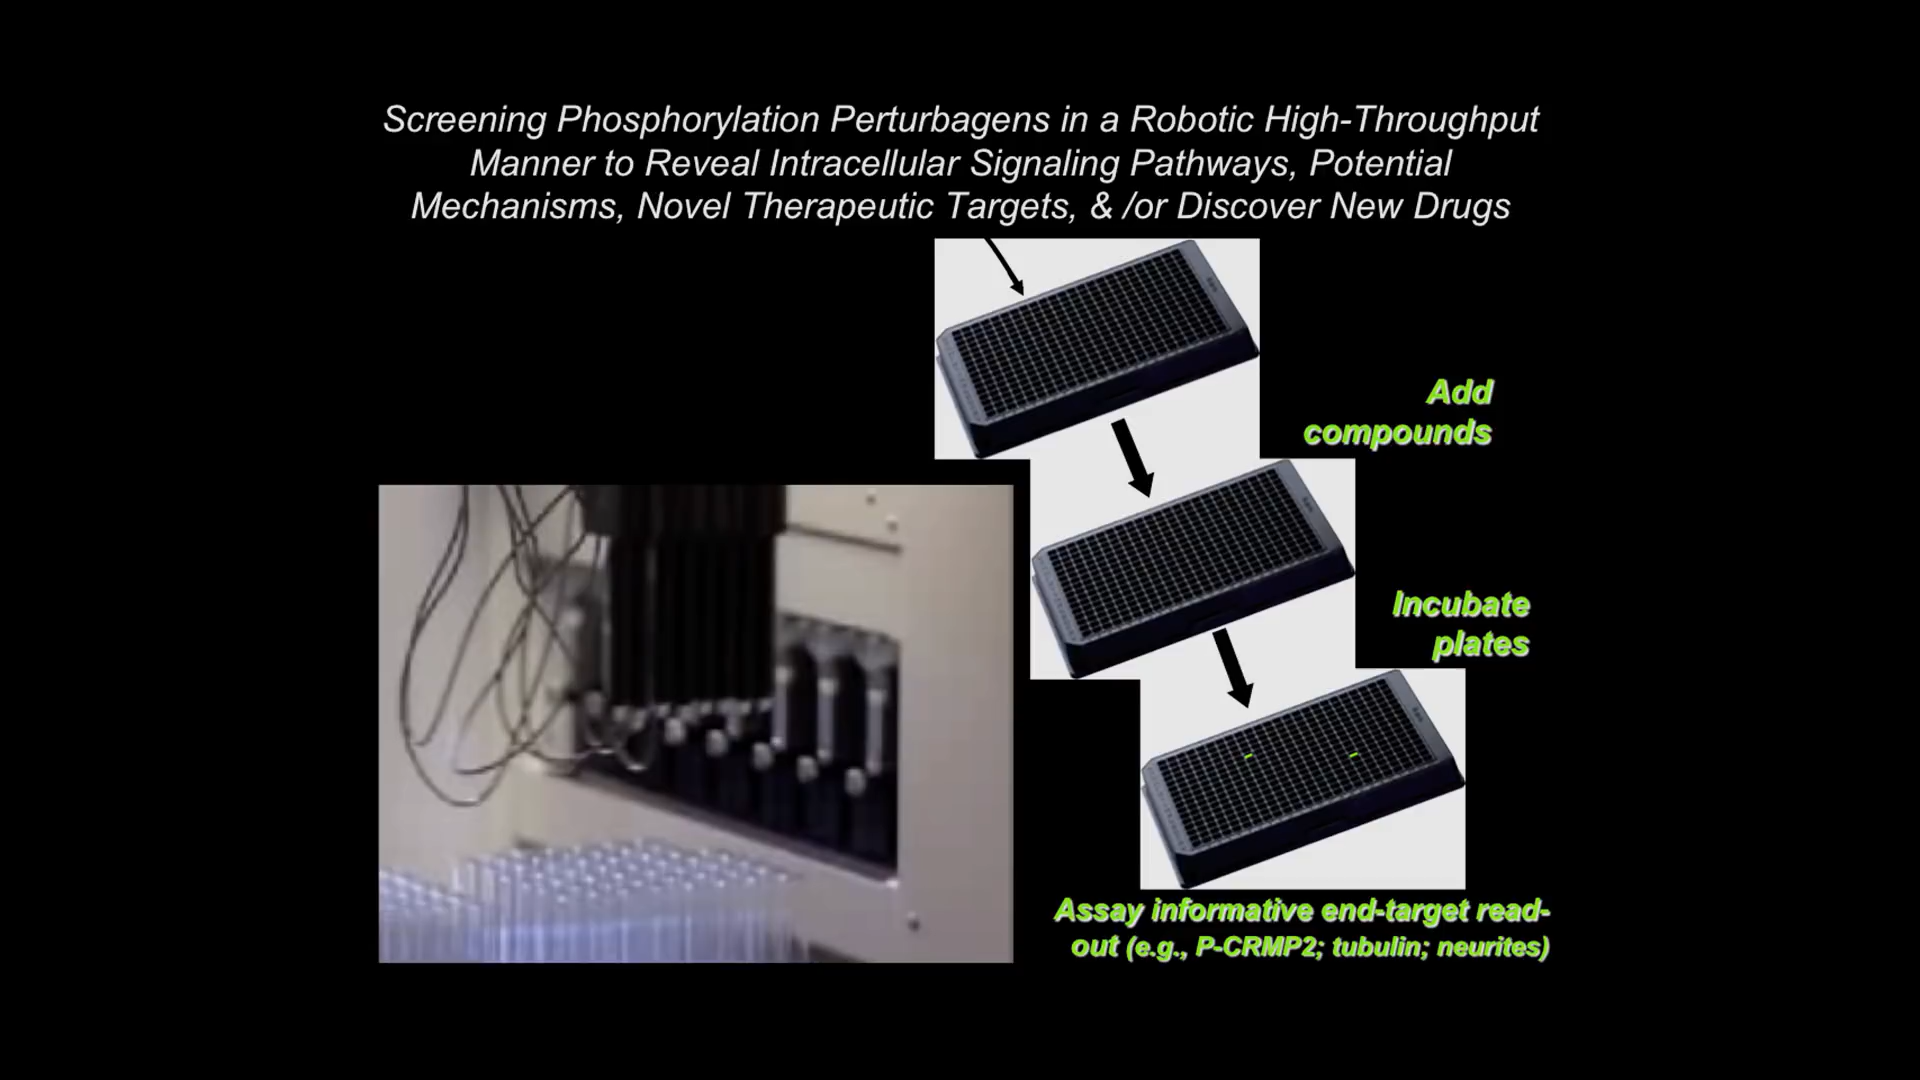 Screening Phosphorylation Perturbagens in a Robotic High-Throughput
Manner to Reveal Intracellular Signaling Pathways, Potential
Mechanisms, Novel Therapeutic Targets, & /or Discover New Drugs
Add
compounds
Incubate
plates
Assay informative end-target read-
out (e.g., P-CRMP2; tubulin; neurites)